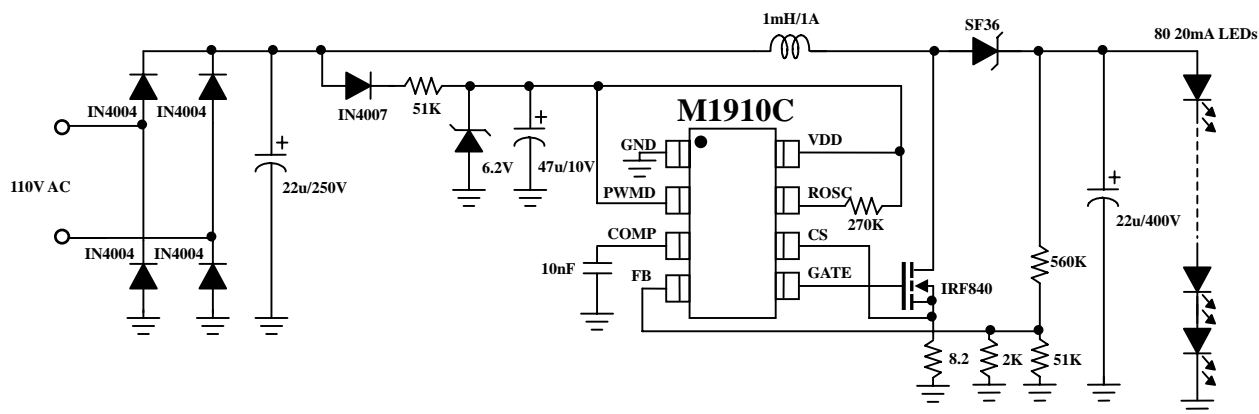 1mH/1A
SF36
80 20mA LEDs
IN4004
IN4004
IN4007
51K
M1910C
GND
VDD
6.2V
47u/10V
110V AC
22u/250V
PWMD
ROSC
270K
22u/400V
COMP
CS
IN4004
IN4004
10nF
FB
GATE
560K
IRF840
8.2
2K
51K